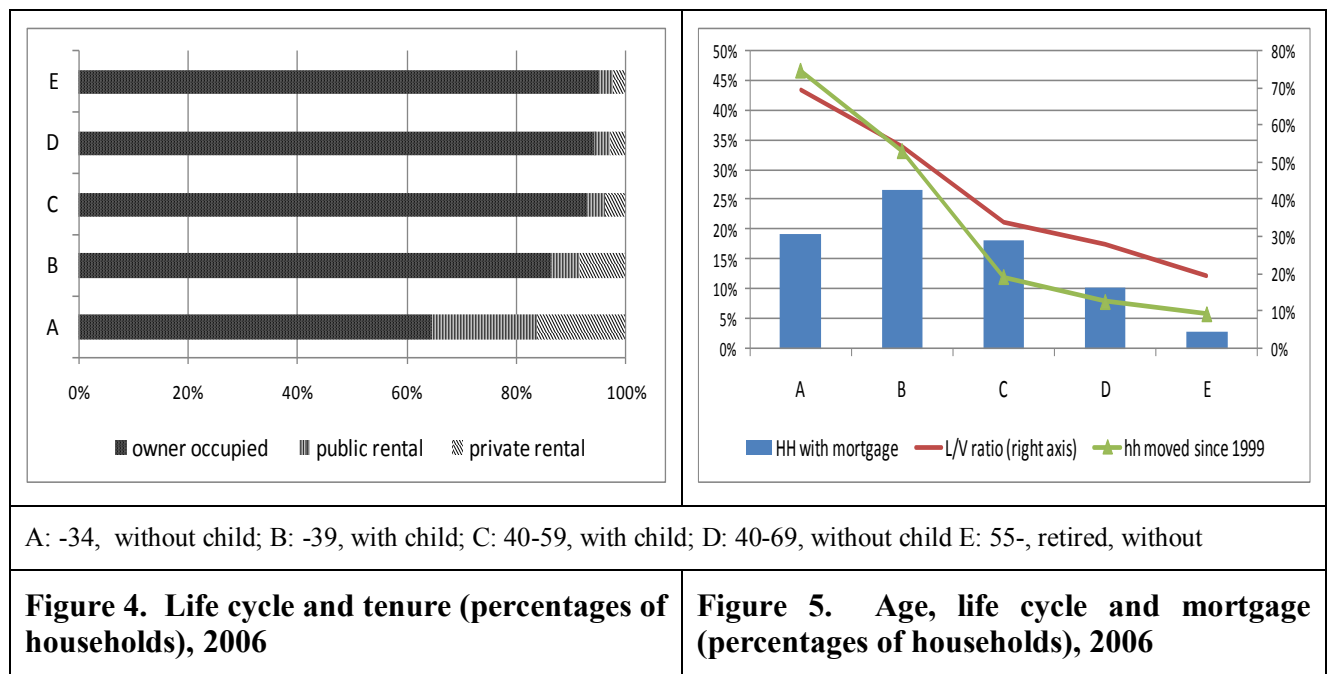 E
D
C
B
A
0% 20% 40% 60% 80% 100%
owner occupied public rental private rental
50%
45%
40%
35%
30%
25%
20%
15%
10%
5%
0%
80%
70%
60%
50%
40%
30%
20%
10%
0%
A B C D E
HH with mortgage L/V ratio (right axis) hh moved since 1999
A: -34, without child; B: -39, with child; C: 40-59, with child; D: 40-69, without child E: 55-, retired, without
Figure 4. Life cycle and tenure (percentages of
households), 2006
Figure 5. Age, life cycle and mortgage
(percentages of households), 2006